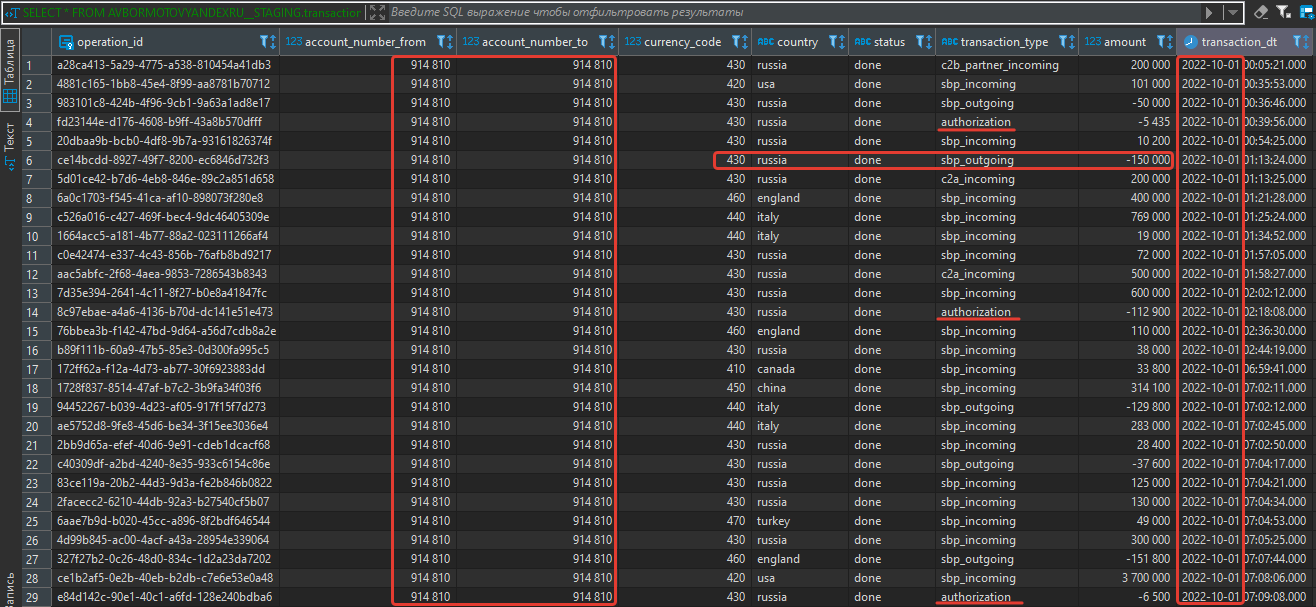 SELECT * FROM AVBORMOTOVYANDEXRU__STAGING.transaction Введите SQL выражение чтобы отфильтровать результаты
operation_id 123 account_number_from 123 account_number_to 123 currency_code ABC country ABC status ABC transaction_type 123 amount transaction_dt
1 a28ca413-5a29-4775-a538-810454a41db3 914 810 914 810 430 russia done c2b_partner_incoming 200 000 2022-10-01 00:05:21.000
2 4881c165-1bb8-45e4-8f99-aa8781b70712 914 810 914 810 420 usa done sbp_incoming 101 000 2022-10-01 00:35:53.000
3 983101c8-424b-4f96-9cb1-9a63a1ad8e17 914 810 914 810 430 russia done sbp_outgoing -50 000 2022-10-01 00:36:46.000
4 fd23144e-d176-4608-b9ff-43a8b570dfff 914 810 914 810 430 russia done authorization -5 435 2022-10-01 00:39:56.000
5 20dbaa9b-bcb0-4df8-9b7a-93161826374f 914 810 914 810 430 russia done sbp_incoming 10 200 2022-10-01 00:54:25.000
6 ce14bcdd-8927-49f7-8200-ec6846d732f3 914 810 914 810 430 russia done sbp_outgoing -150 000 2022-10-01 01:13:24.000
7 5d01ce42-b7d6-4eb8-846e-89c2a851d658 914 810 914 810 430 russia done c2a_incoming 200 000 2022-10-01 01:13:25.000
8 6a0c1703-f545-41ca-af10-898073f280e8 914 810 914 810 460 england done sbp_incoming 400 000 2022-10-01 01:21:28.000
9 c526a016-c427-469f-bec4-9dc46405309e 914 810 914 810 440 italy done sbp_incoming 769 000 2022-10-01 01:25:24.000
10 1664acc5-a181-4b77-88a2-023111266af4 914 810 914 810 440 italy done sbp_incoming 19 000 2022-10-01 01:34:52.000
11 c0e42474-e337-4c43-856b-76afb8bd9217 914 810 914 810 430 russia done sbp_incoming 72 000 2022-10-01 01:57:05.000
12 aac5abfc-2f68-4aea-9853-7286543b8343 914 810 914 810 430 russia done c2a_incoming 500 000 2022-10-01 01:58:27.000
13 7d35e394-2641-4c11-8f27-b0e8a41847fc 914 810 914 810 430 russia done sbp_incoming 600 000 2022-10-01 02:02:12.000
14 8c97ebae-a4a6-4136-b70d-dc141e51e473 914 810 914 810 430 russia done authorization -112 900 2022-10-01 02:18:08.000
15 76bbea3b-f142-47bd-9d64-a56d7cdb8a2e 914 810 914 810 460 england done sbp_incoming 110 000 2022-10-01 02:36:30.000
16 b89f111b-60a9-47b5-85e3-0d300fa995c5 914 810 914 810 430 russia done sbp_incoming 38 000 2022-10-01 02:44:19.000
17 172ff62a-f12a-4d73-ab77-30f6923883dd 914 810 914 810 410 canada done sbp_incoming 33 800 2022-10-01 06:59:41.000
18 1728f837-8514-47af-b7c2-3b9fa34f03f6 914 810 914 810 450 china done sbp_incoming 314 100 2022-10-01 07:02:11.000
19 94452267-b039-4d23-af05-917f15f7d273 914 810 914 810 440 italy done sbp_outgoing -129 800 2022-10-01 07:02:12.000
20 ae5752d8-9fe8-45d6-be34-3f15ee3036e4 914 810 914 810 440 italy done sbp_incoming 283 000 2022-10-01 07:02:45.000
21 2bb9d65a-efef-40d6-9e91-cdeb1dcacf68 914 810 914 810 430 russia done sbp_incoming 28 400 2022-10-01 07:02:50.000
22 c40309df-a2bd-4240-8e35-933c6154c86e 914 810 914 810 430 russia done sbp_outgoing -37 600 2022-10-01 07:04:17.000
23 83ce119a-20b2-44d3-9d3a-fe2b846b0822 914 810 914 810 430 russia done sbp_incoming 125 000 2022-10-01 07:04:21.000
24 2facecc2-6210-44db-92a3-b27540cf5b07 914 810 914 810 430 russia done sbp_incoming 130 000 2022-10-01 07:04:34.000
25 6aae7b9d-b020-45cc-a896-8f2bdf646544 914 810 914 810 470 turkey done sbp_incoming 49 000 2022-10-01 07:04:53.000
26 4d99b845-ac00-4acf-a43a-28954e339064 914 810 914 810 430 russia done sbp_incoming 300 000 2022-10-01 07:05:25.000
27 327f27b2-0c26-48d0-834c-1d2a23da7202 914 810 914 810 460 england done sbp_outgoing -151 800 2022-10-01 07:07:44.000
28 ce1b2af5-0e2b-40eb-b2db-c7e6e53e0a48 914 810 914 810 420 usa done sbp_incoming 3 700 000 2022-10-01 07:08:06.000
29 e84d142c-90e1-40c1-a6fd-128e240bdba6 914 810 914 810 430 russia done authorization -6 500 2022-10-01 07:09:08.000
Таблица
Текст
Запись